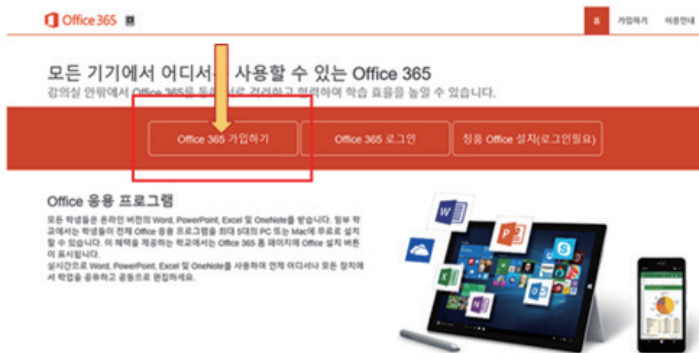 Office 365
홈 가입하기 이용안내
모든 기기에서 어디서 사용할 수 있는 Office 365
강의실 안팎에서 Office 365를 통해 서로 격려하고 협력하여 학습 효율을 높일 수 있습니다.
Office 365 가입하기 Office 365 로그인 정품 Office 설치(로그인필요)
Office 응용 프로그램
모든 학생들은 온라인 버전의 Word, PowerPoint, Excel 및 OneNote를 받습니다. 일부 학
교에서는 학생들이 전체 Office 응용 프로그램을 최대 5대의 PC 또는 Mac에 무료로 설치
할 수 있습니다. 이 혜택을 제공하는 학교에서는 Office 365 홈 페이지에 Office 설치 버튼
이 표시됩니다.
실시간으로 Word, PowerPoint, Excel 및 OneNote를 사용하여 언제 어디서나 모든 장치에
서 학업을 공유하고 공동으로 편집하세요.